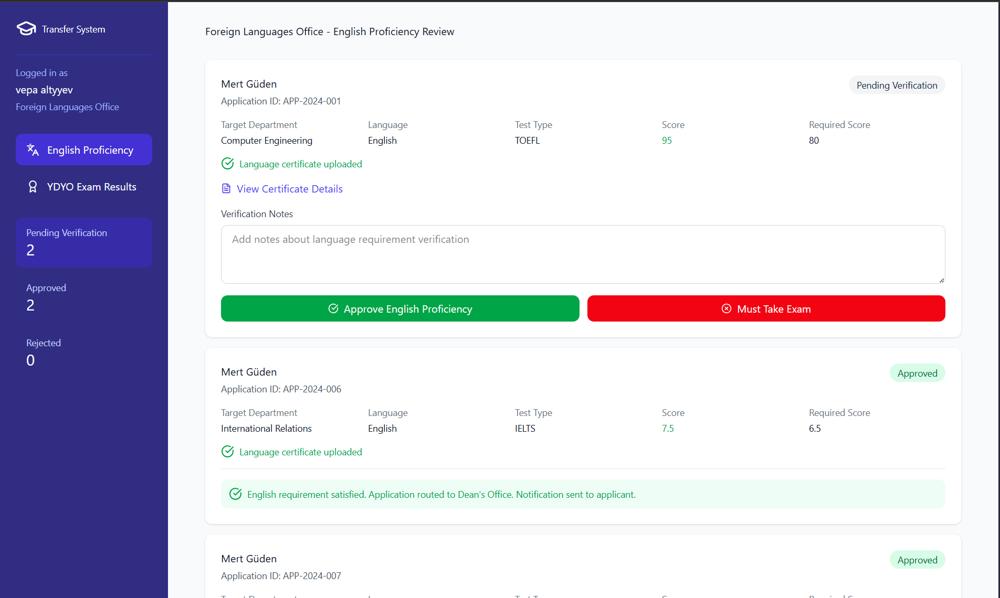 Transfer System
Logged in as
vepa altyyev
Foreign Languages Office
English Proficiency
YDYO Exam Results
Pending Verification
2
Approved
2
Rejected
0
Foreign Languages Office - English Proficiency Review
Mert Güden
Pending Verification
Application ID: APP-2024-001
Target Department Language Test Type Score Required Score
Computer Engineering English TOEFL 95 80
Language certificate uploaded
View Certificate Details
Verification Notes
Add notes about language requirement verification
Approve English Proficiency Must Take Exam
Mert Güden
Approved
Application ID: APP-2024-006
Target Department Language Test Type Score Required Score
International Relations English IELTS 7.5 6.5
Language certificate uploaded
English requirement satisfied. Application routed to Dean's Office. Notification sent to applicant.
Mert Güden
Approved
Application ID: APP-2024-007